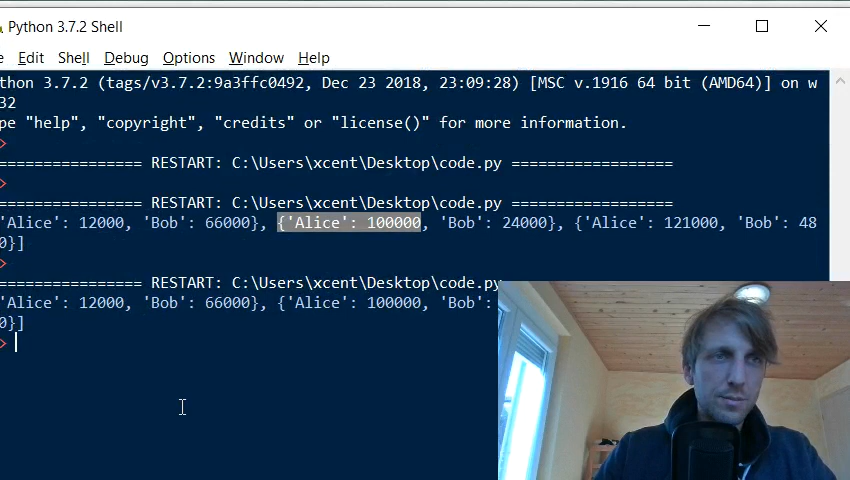 Python 3.7.2 Shell
e Edit Shell Debug Options Window Help
thon 3.7.2 (tags/v3.7.2:9a3ffc0492, Dec 23 2018, 23:09:28) [MSC v.1916 64 bit (AMD64)] on w
32
pe "help", "copyright", "credits" or "license()" for more information.
>
================ RESTART: C:\Users\xcent\Desktop\code.py ==================
>
================ RESTART: C:\Users\xcent\Desktop\code.py ==================
'Alice': 12000, 'Bob': 66000}, {'Alice': 100000, 'Bob': 24000}, {'Alice': 121000, 'Bob': 48
0}]
>
================ RESTART: C:\Users\xcent\Desktop\code.py
'Alice': 12000, 'Bob': 66000}, {'Alice': 100000, 'Bob':
0}]
>